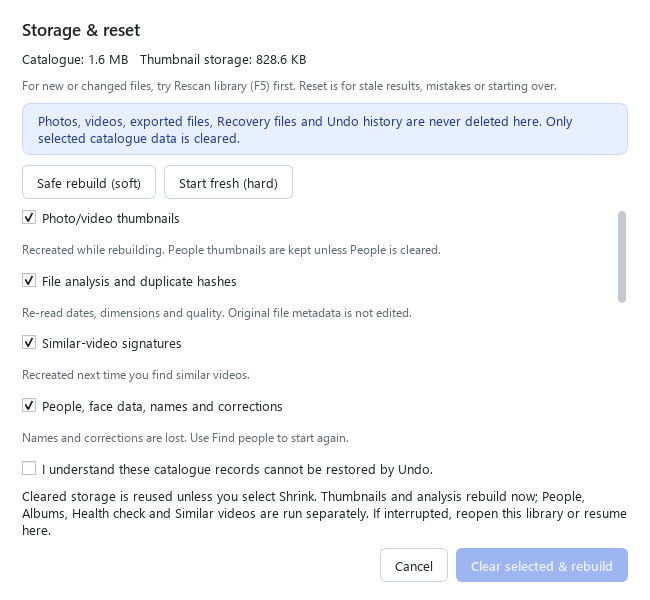 Storage & reset
Catalogue: 1.6 MB   Thumbnail storage: 828.6 KB
For new or changed files, try Rescan library (F5) first. Reset is for stale results, mistakes or starting over.
Photos, videos, exported files, Recovery files and Undo history are never deleted here. Only
selected catalogue data is cleared.
Safe rebuild (soft)   Start fresh (hard)
Photo/video thumbnails
Recreated while rebuilding. People thumbnails are kept unless People is cleared.
File analysis and duplicate hashes
Re-read dates, dimensions and quality. Original file metadata is not edited.
Similar-video signatures
Recreated next time you find similar videos.
People, face data, names and corrections
Names and corrections are lost. Use Find people to start again.
I understand these catalogue records cannot be restored by Undo.
Cleared storage is reused unless you select Shrink. Thumbnails and analysis rebuild now; People,
Albums, Health check and Similar videos are run separately. If interrupted, reopen this library or resume
here.
Cancel   Clear selected & rebuild